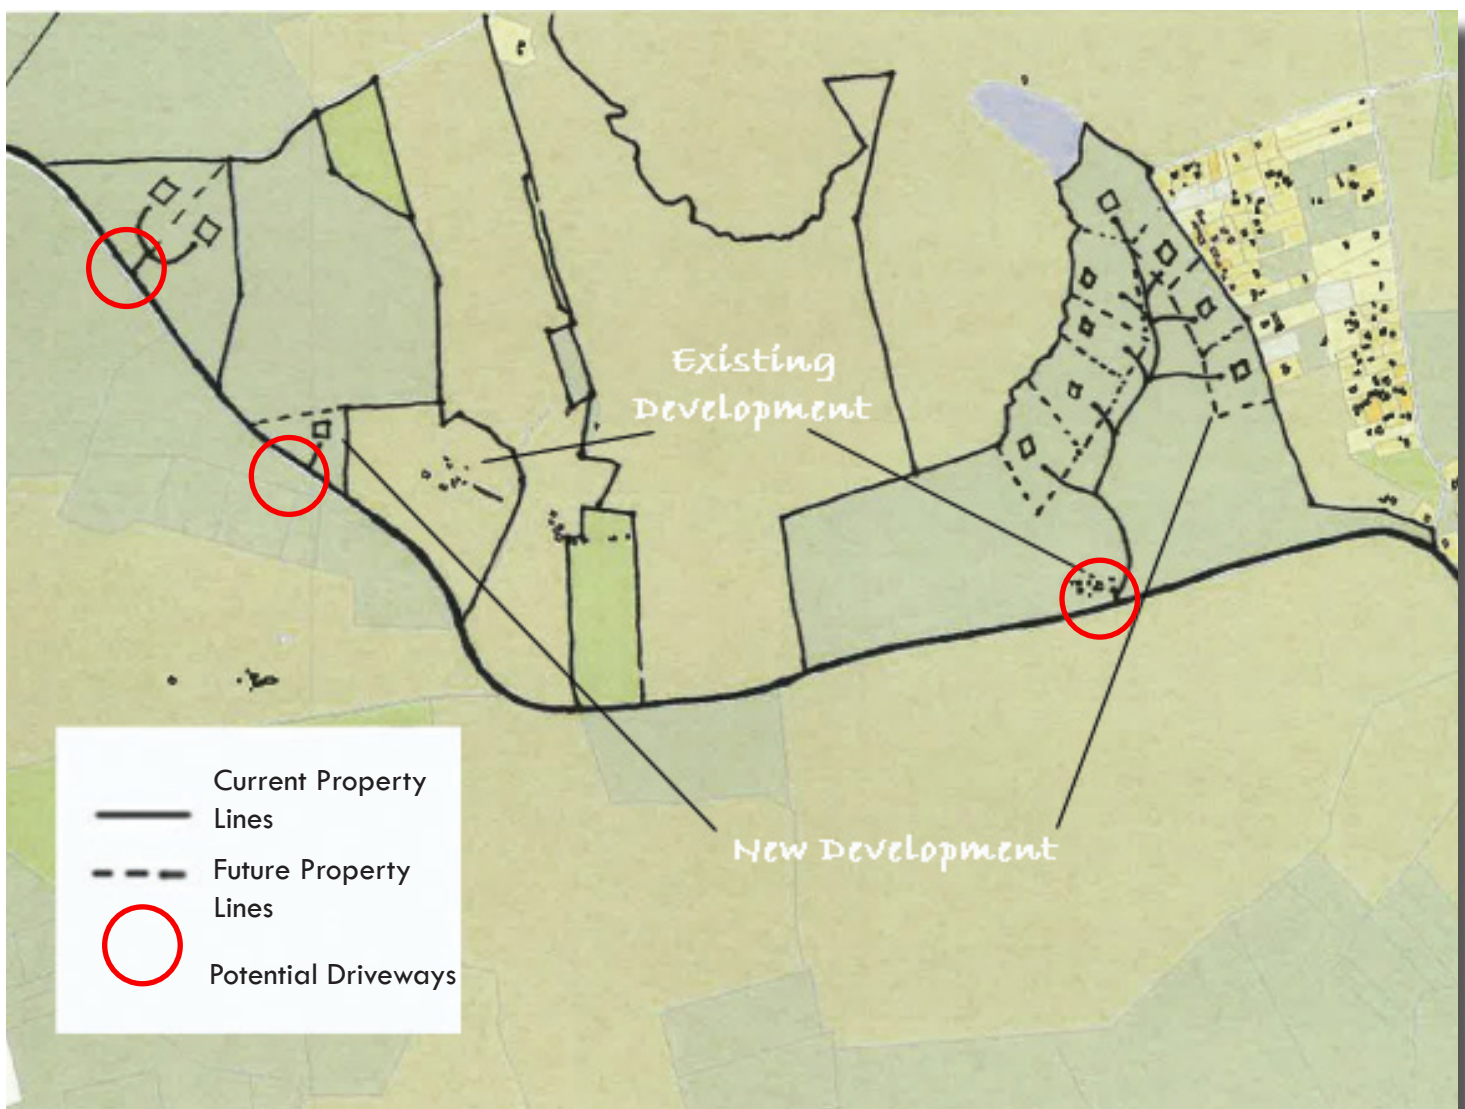 Existing
Development
New Development
Current Property
Lines
Future Property
Lines
Potential Driveways